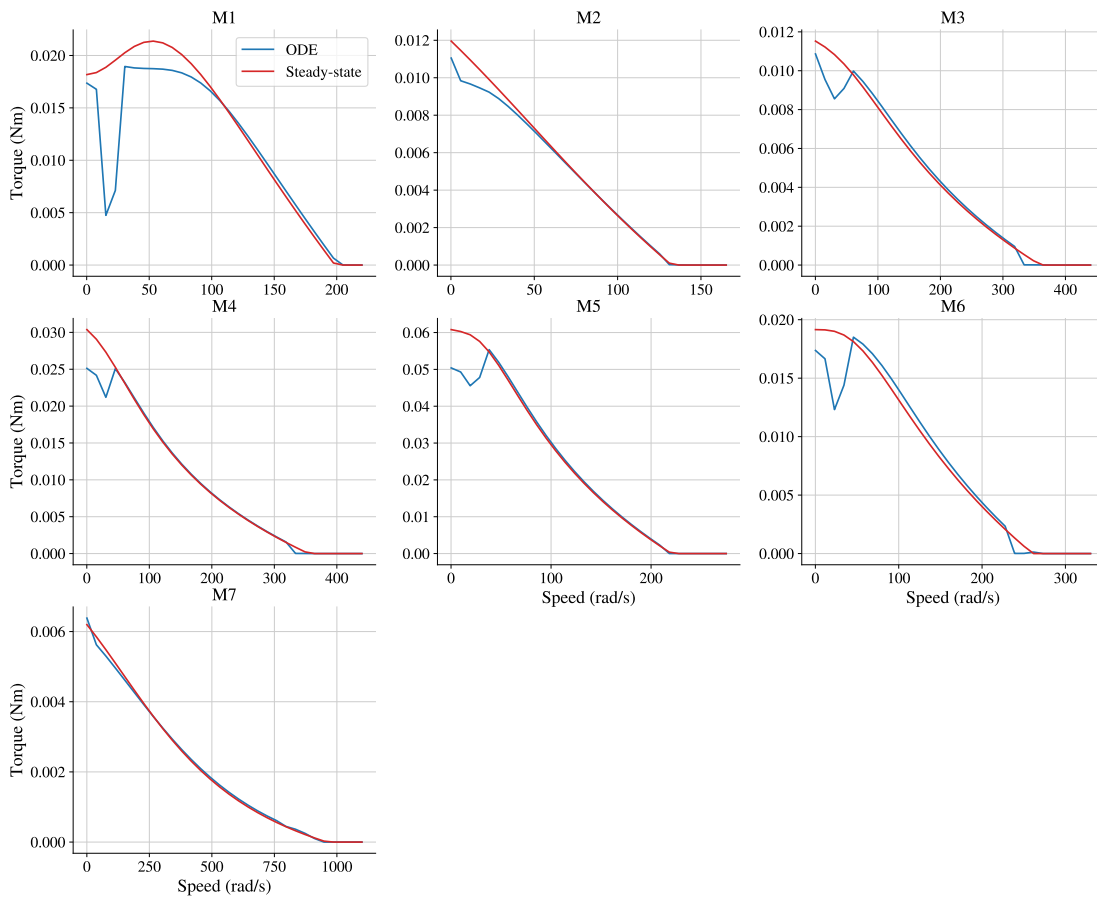 M1
M2
M3
ODE
Steady-state
Torque (Nm)
0.020
0.015
0.010
0.005
0.000
0 50 100 150 200
0.012
0.010
0.008
0.006
0.004
0.002
0.000
0 50 100 150
0.012
0.010
0.008
0.006
0.004
0.002
0.000
0 100 200 300 400
M4
M5
M6
Torque (Nm)
0.030
0.025
0.020
0.015
0.010
0.005
0.000
0 100 200 300 400
0.06
0.05
0.04
0.03
0.02
0.01
0.00
0 100 200
Speed (rad/s)
0.020
0.015
0.010
0.005
0.000
0 100 200 300
Speed (rad/s)
M7
Torque (Nm)
0.006
0.004
0.002
0.000
0 250 500 750 1000
Speed (rad/s)